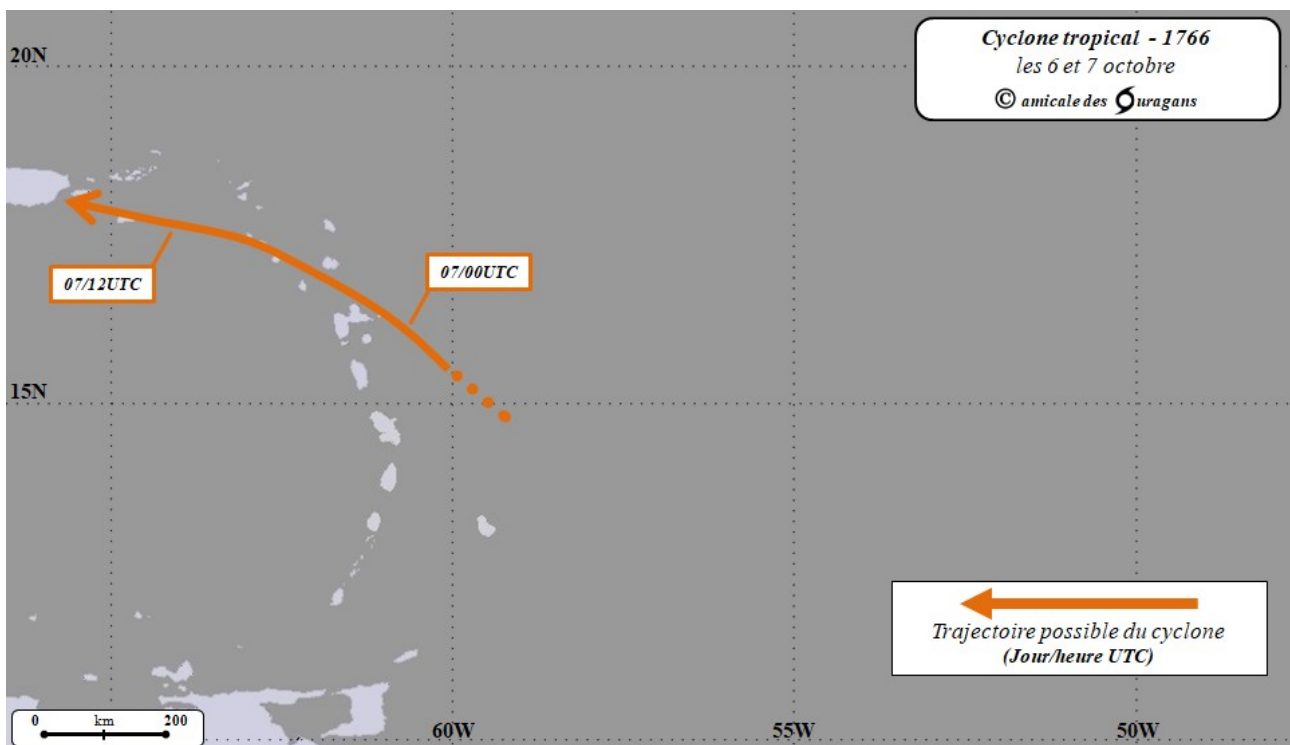 20N
Cyclone tropical - 1766
les 6 et 7 octobre
© amicale des Ouragans
07/12UTC
07/00UTC
15N
Trajectoire possible du cyclone
(Jour/heure UTC)
0 km 200
60W
55W
50W